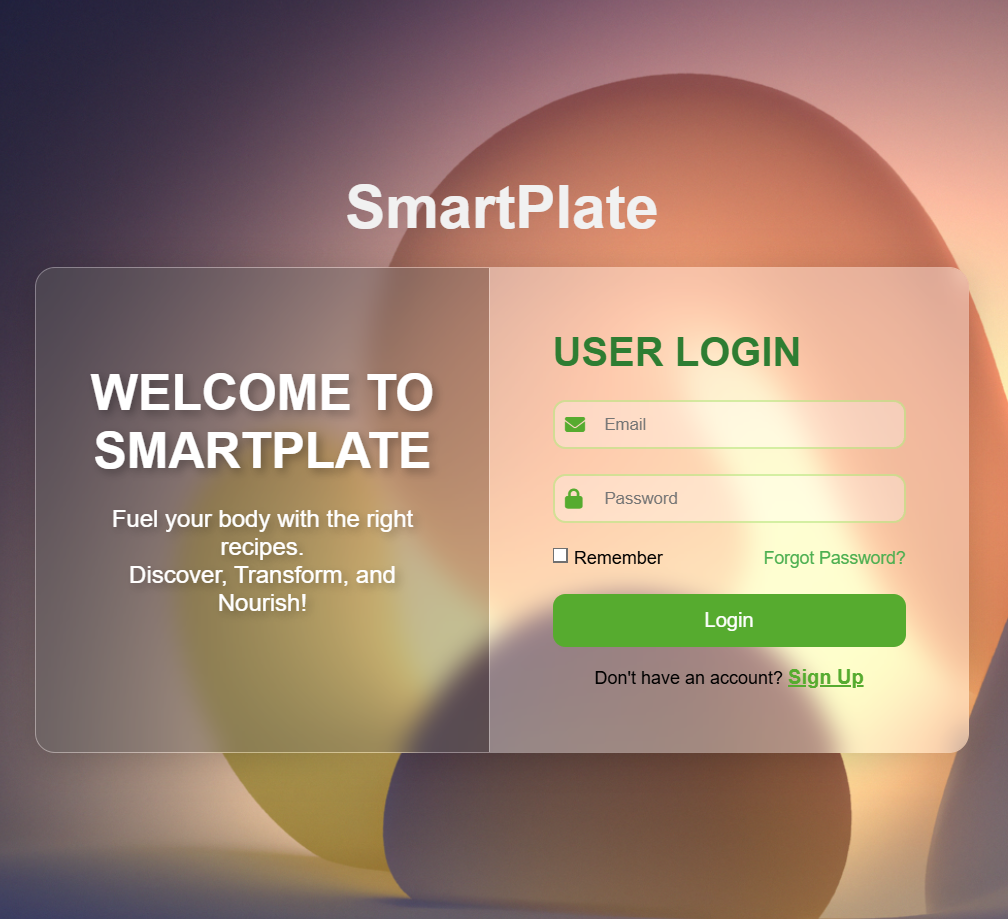 SmartPlate
WELCOME TO
SMARTPLATE
Fuel your body with the right
recipes.
Discover, Transform, and
Nourish!
USER LOGIN
Email
Password
Remember
Forgot Password?
Login
Don't have an account? Sign Up